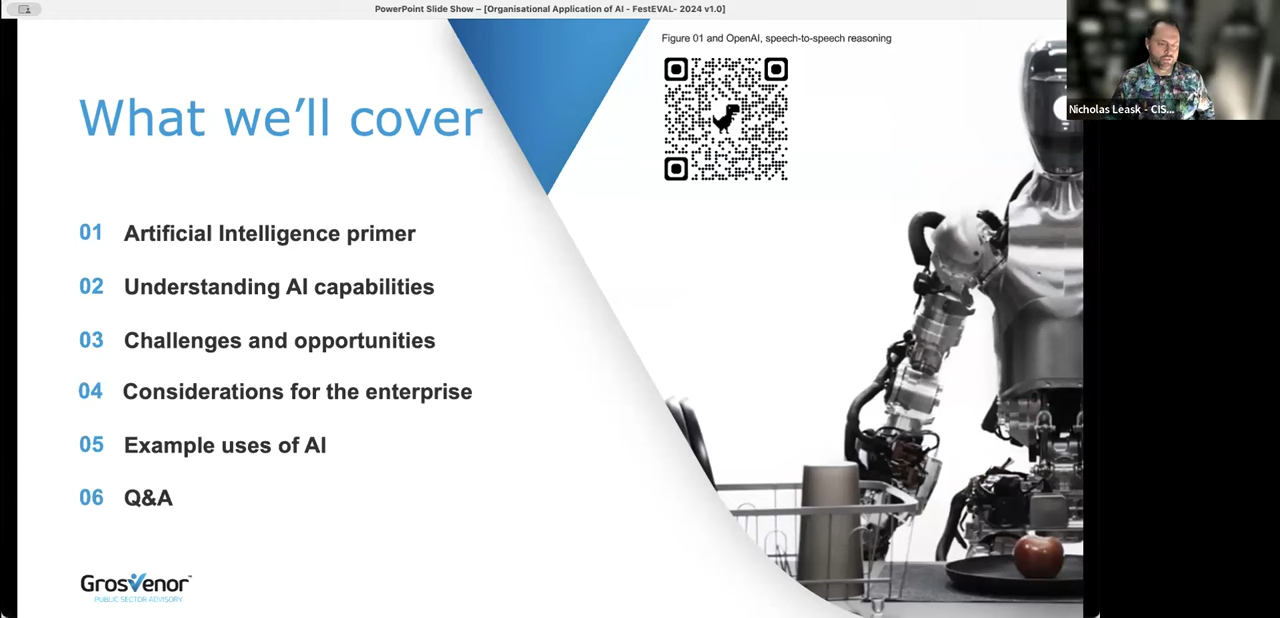 PowerPoint Slide Show – [Organisational Application of AI - FestEVAL- 2024 v1.0]
Figure 01 and OpenAI, speech-to-speech reasoning
Nicholas Leask - CIS...
What we’ll cover
01 Artificial Intelligence primer
02 Understanding AI capabilities
03 Challenges and opportunities
04 Considerations for the enterprise
05 Example uses of AI
06 Q&A
Grosvenor™
PUBLIC SECTOR ADVISORY